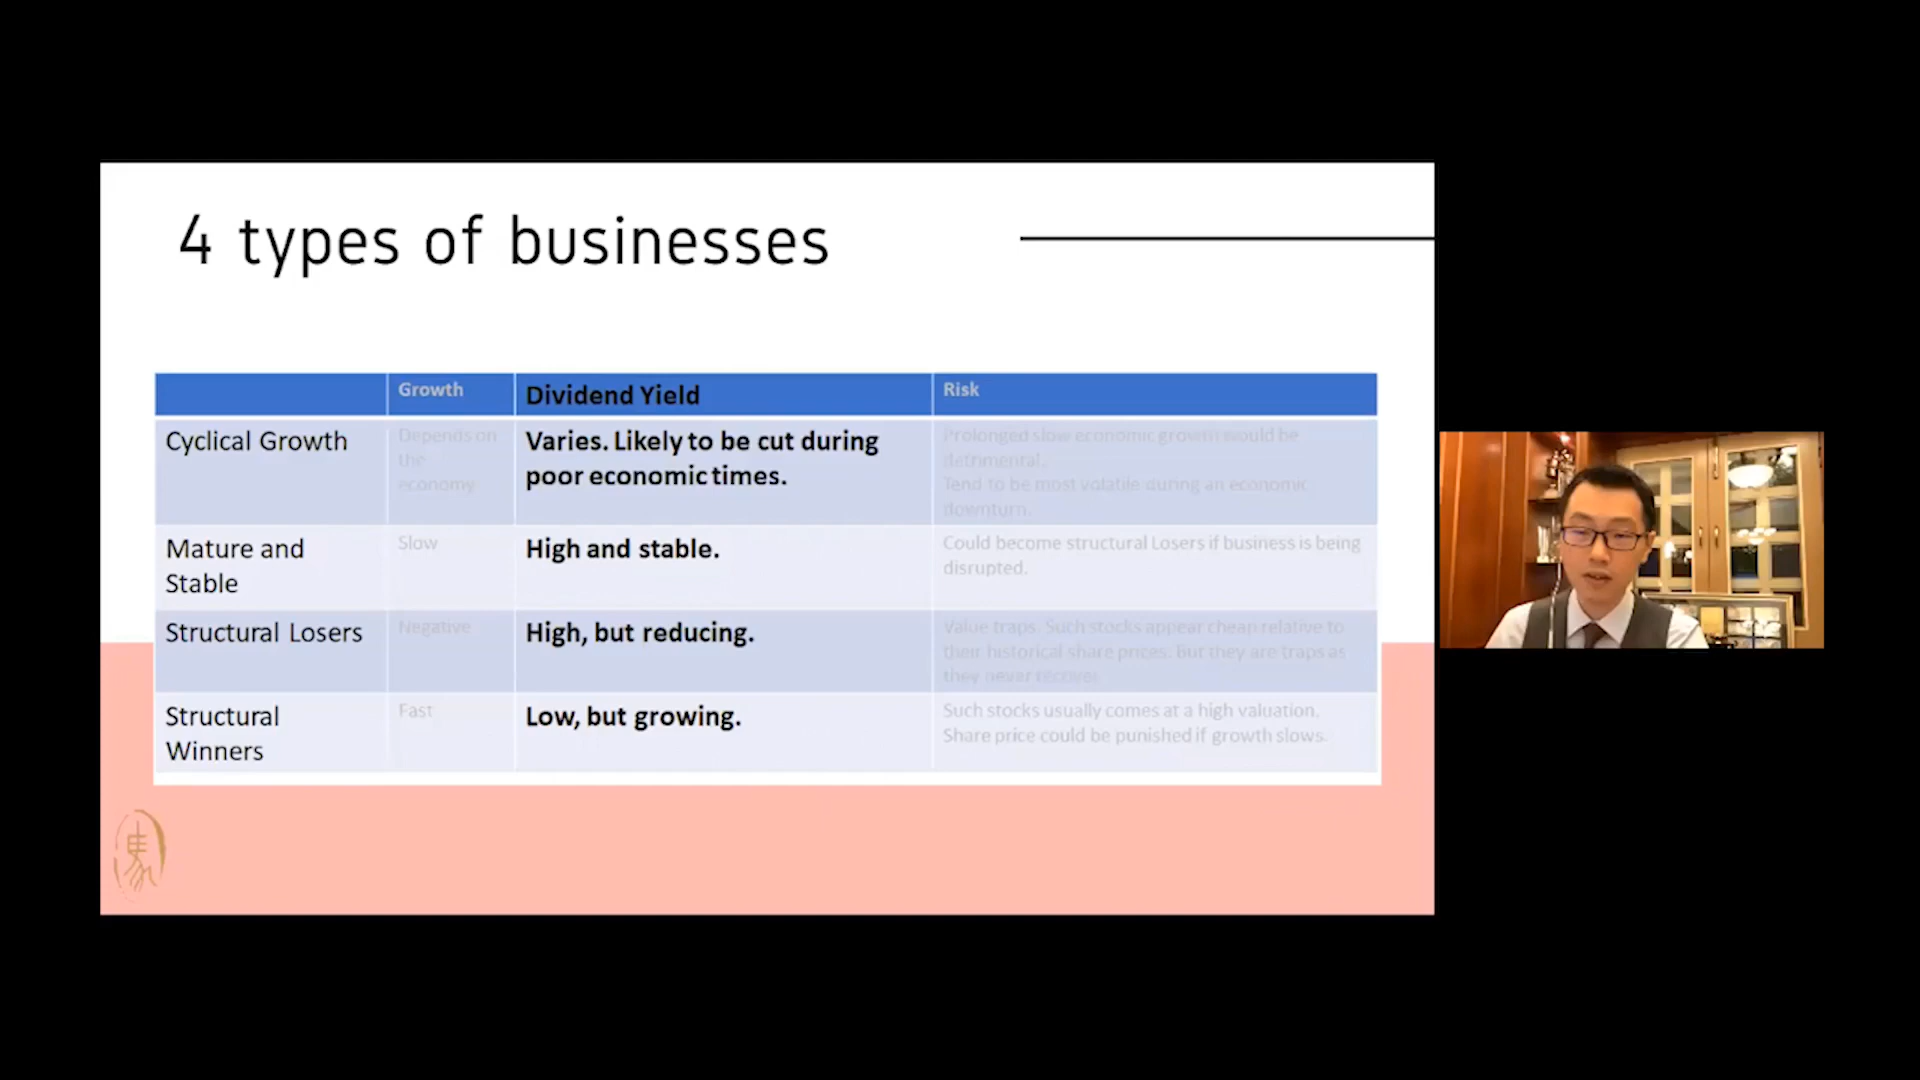 4 types of businesses
Growth
Dividend Yield
Risk
Cyclical Growth
Depends on
the
economy
Varies. Likely to be cut during
poor economic times.
Prolonged slow economic growth would be
detrimental.
Tend to be most volatile during an economic
downturn.
Mature and
Stable
Slow
High and stable.
Could become structural Losers if business is being
disrupted.
Structural Losers
Negative
High, but reducing.
Value traps. Such stocks appear cheap relative to
their historical share prices. But they are traps as
they never recover.
Structural
Winners
Fast
Low, but growing.
Such stocks usually comes at a high valuation.
Share price could be punished if growth slows.